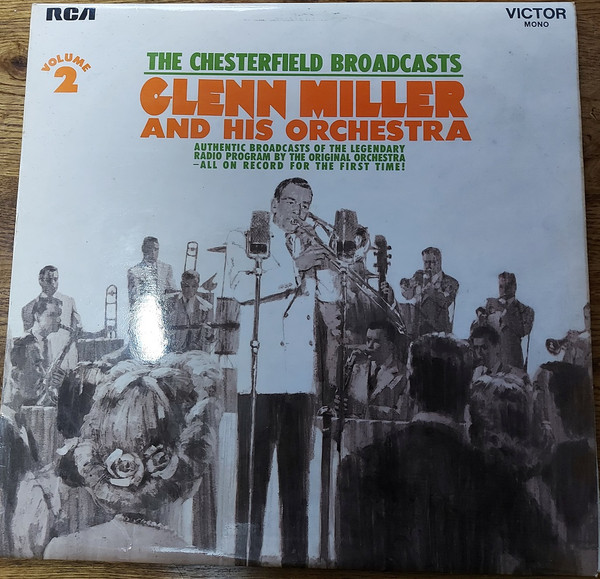 RCA
VICTOR
MONO
VOLUME
2
THE CHESTERFIELD BROADCASTS
GLENN MILLER
AND HIS ORCHESTRA
AUTHENTIC BROADCASTS OF THE LEGENDARY
RADIO PROGRAM BY THE ORIGINAL ORCHESTRA
—ALL ON RECORD FOR THE FIRST TIME!